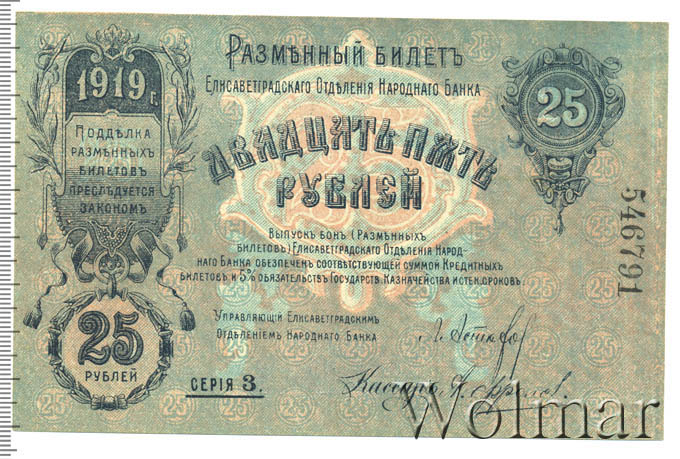 1919 г.
Поддѣлка
размѣнныхъ
билетовъ
преслѣдуется
закономъ
25
рублей
Размѣнный билетъ
Елисаветградскаго Отдѣленія Народнаго Банка
Двадцать пять
рублей
Выпускъ бонъ (размѣнныхъ
билетовъ) Елисаветградскаго Отдѣленія Народ-
наго Банка обезпеченъ соотвѣтствующей суммой Кредитныхъ
билетовъ и 5% обязательствъ Государств. Казначейства истек. сроковъ.
Управляющій Елисаветградскимъ
Отдѣленіемъ Народнаго Банка
Серія 3.
Кассиръ
25
546791
Wolmar